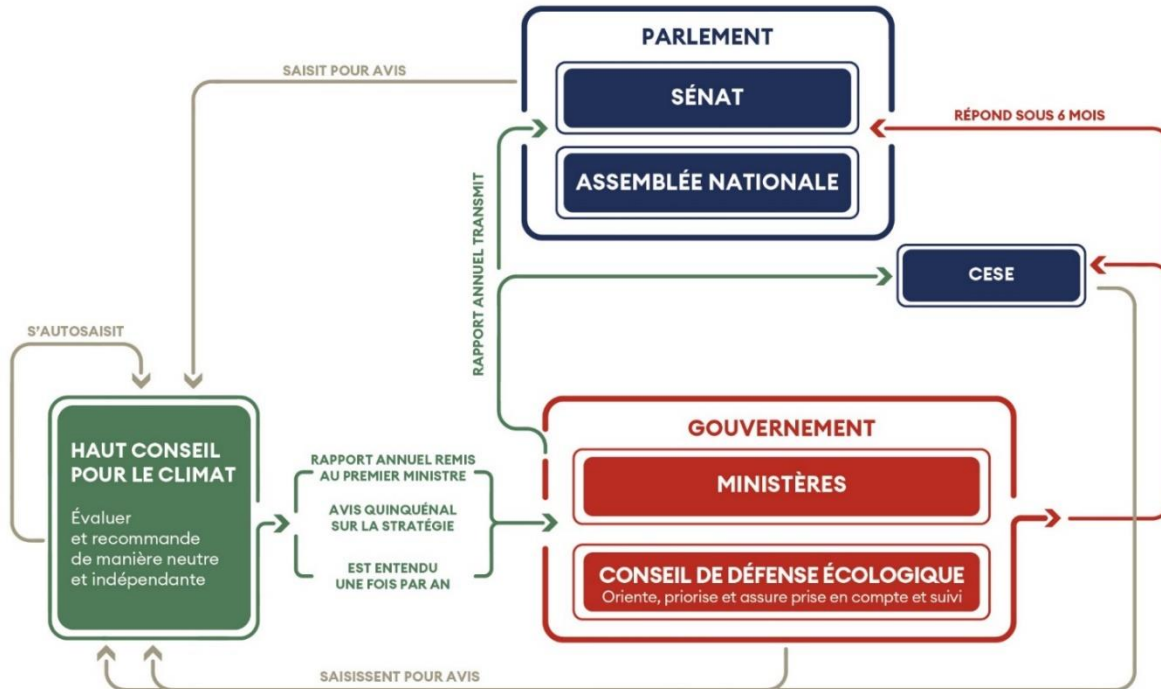 PARLEMENT
SAISIT POUR AVIS
SÉNAT
RÉPOND SOUS 6 MOIS
ASSEMBLÉE NATIONALE
RAPPORT ANNUEL TRANSMIT
CESE
S'AUTOSAISIT
HAUT CONSEIL
POUR LE CLIMAT
Évaluer
et recommande
de manière neutre
et indépendante
RAPPORT ANNUEL REMIS
AU PREMIER MINISTRE
AVIS QUINQUÉNAL
SUR LA STRATÉGIE
EST ENTENDU
UNE FOIS PAR AN
GOUVERNEMENT
MINISTÈRES
CONSEIL DE DÉFENSE ÉCOLOGIQUE
Oriente, priorise et assure prise en compte et suivi
SAISISSENT POUR AVIS